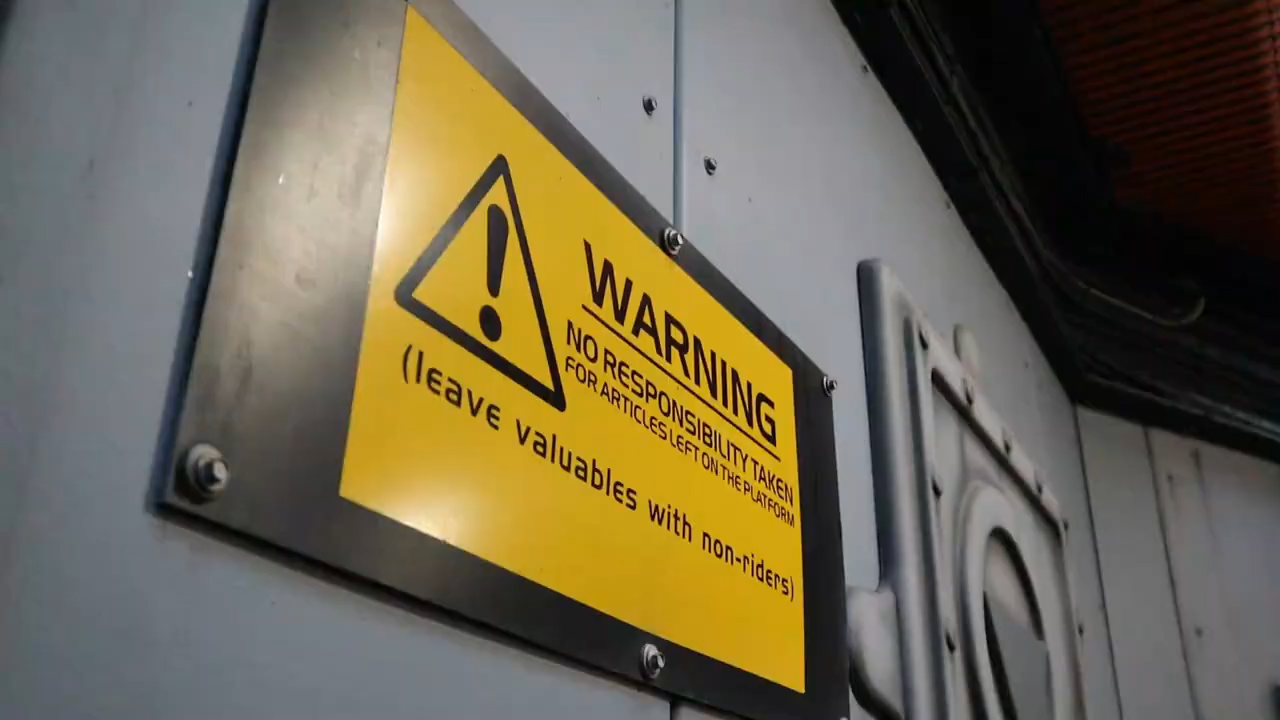 WARNING
NO RESPONSIBILITY TAKEN
FOR ARTICLES LEFT ON THE PLATFORM
(leave valuables with non-riders)